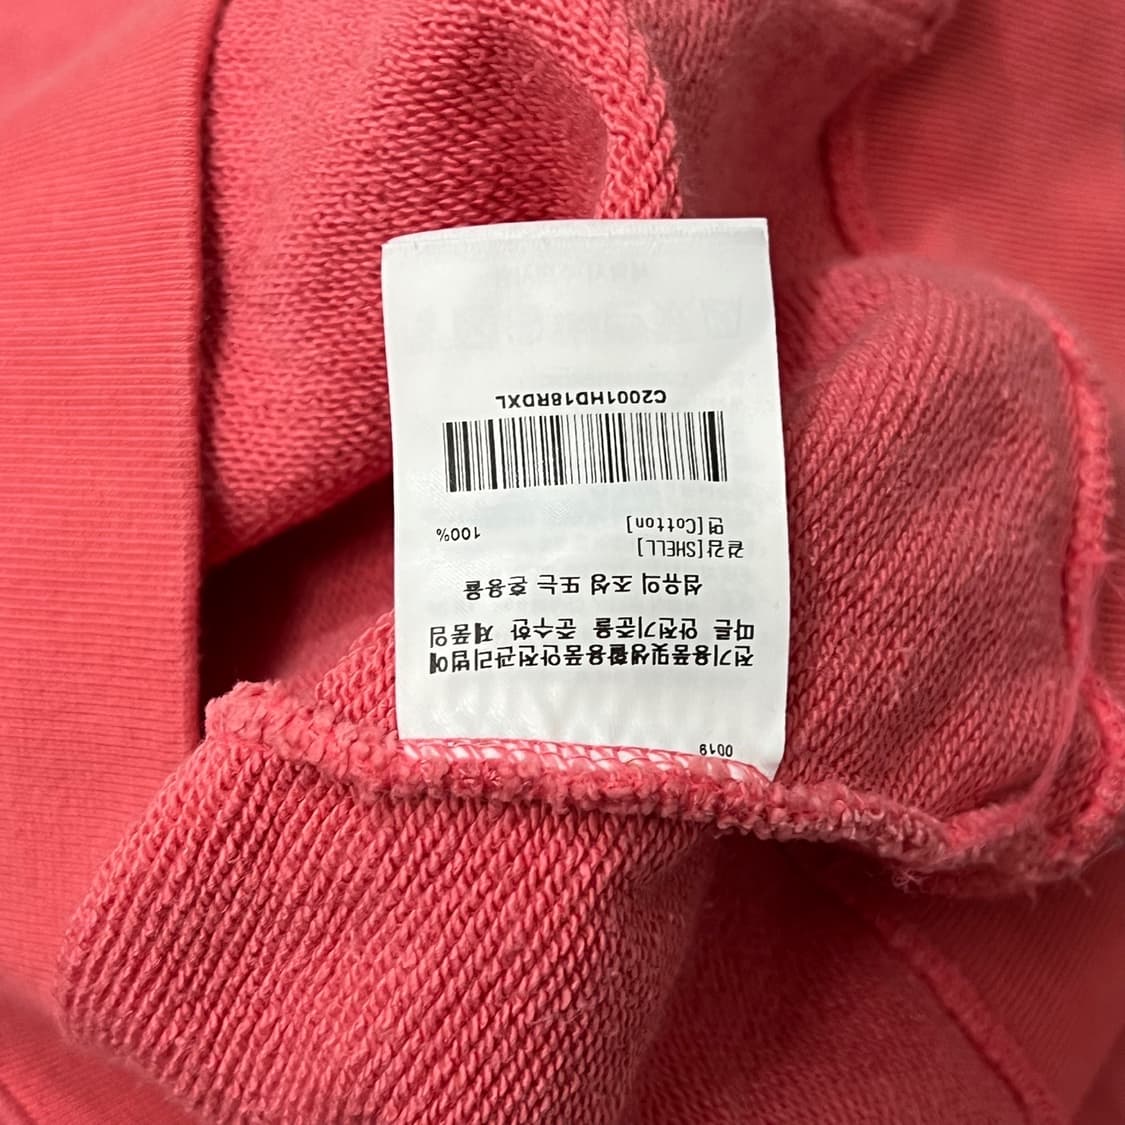 0019
전기용품및생활용품안전관리법에
따른 안전기준을 준수한 제품임
섬유의 조성 또는 혼용율
겉감[SHELL]
면[Cotton] 100%
C2001HD18RDXL